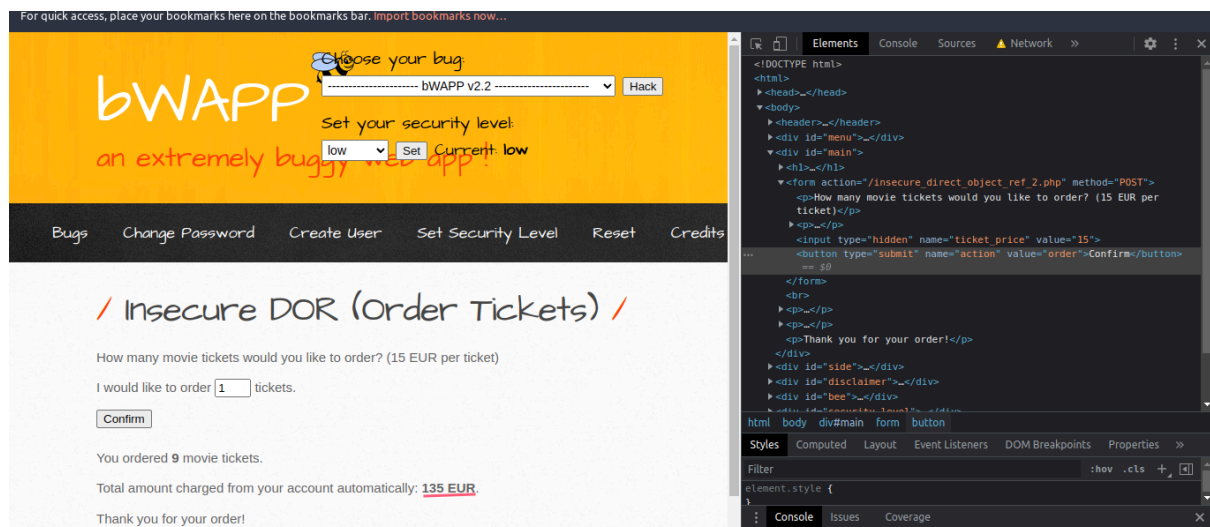 For quick access, place your bookmarks here on the bookmarks bar. Import bookmarks now...
bWAPP
an extremely buggy web app !
Choose your bug:
---------------------- bWAPP v2.2 ----------------------- Hack
Set your security level:
low Set Current: low
Bugs Change Password Create User Set Security Level Reset Credits
/ Insecure DOR (Order Tickets) /
How many movie tickets would you like to order? (15 EUR per ticket)
I would like to order 1 tickets.
Confirm
You ordered 9 movie tickets.
Total amount charged from your account automatically: 135 EUR.
Thank you for your order!
Elements Console Sources Network »
<!DOCTYPE html>
<html>
<head>…</head>
<body>
<header>…</header>
<div id="menu">…</div>
<div id="main">
<h1>…</h1>
<form action="/insecure_direct_object_ref_2.php" method="POST">
<p>How many movie tickets would you like to order? (15 EUR per
ticket)</p>
<p>…</p>
<input type="hidden" name="ticket_price" value="15">
<button type="submit" name="action" value="order">Confirm</button>
== $0
</form>
<br>
<p>…</p>
<p>…</p>
<p>Thank you for your order!</p>
</div>
<div id="side">…</div>
<div id="disclaimer">…</div>
<div id="bee">…</div>
<div id="security_level">…</div>
html body div#main form button
Styles Computed Layout Event Listeners DOM Breakpoints Properties »
Filter :hov .cls +
element.style {
}
Console Issues Coverage